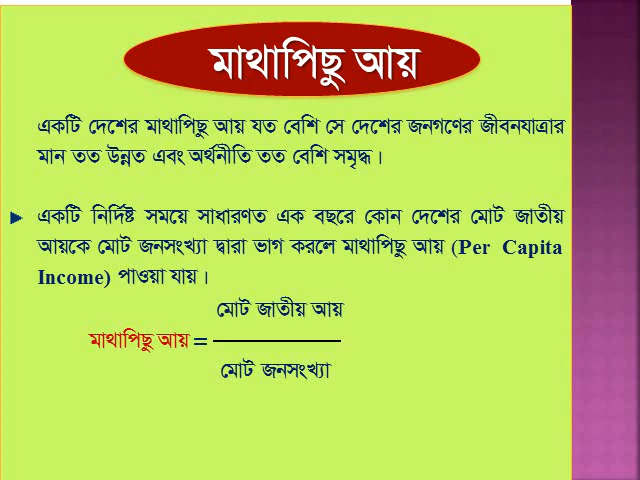 মাথাপিছু আয়
একটি দেশের মাথাপিছু আয় যত বেশি সে দেশের জনগণের জীবনযাত্রার
মান তত উন্নত এবং অর্থনীতি তত বেশি সমৃদ্ধ।
একটি নির্দিষ্ট সময়ে সাধারণত এক বছরে কোন দেশের মোট জাতীয়
আয়কে মোট জনসংখ্যা দ্বারা ভাগ করলে মাথাপিছু আয় (Per Capita
Income) পাওয়া যায়।
মোট জাতীয় আয়
মাথাপিছু আয় =
মোট জনসংখ্যা